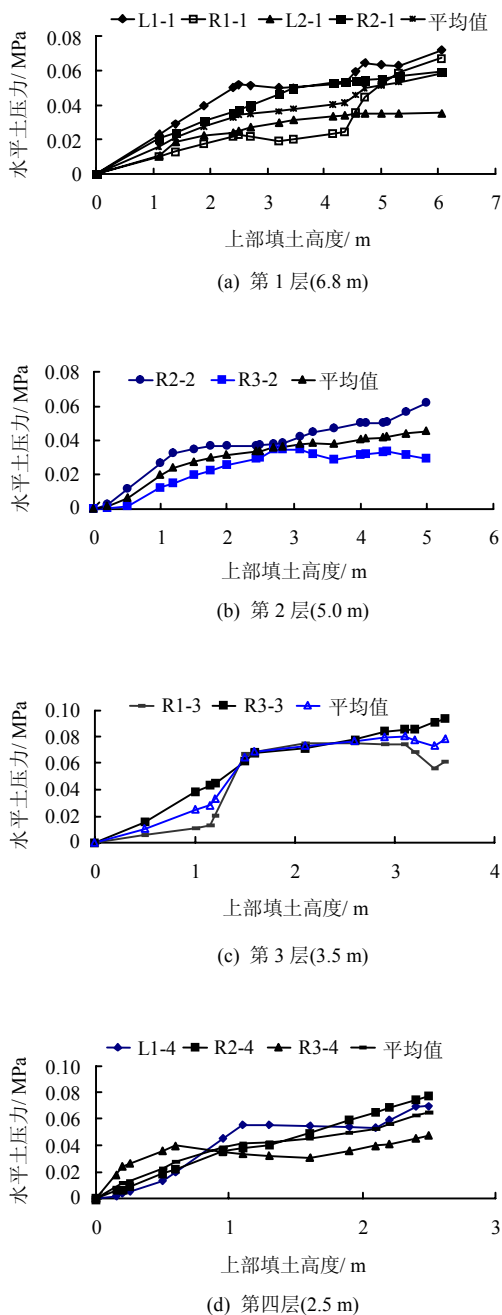 L1-1 R1-1 L2-1 R2-1 平均值
水平土压力/ MPa
0.08
0.06
0.04
0.02
0
0 1 2 3 4 5 6 7
上部填土高度/ m
(a) 第 1 层(6.8 m)
R2-2 R3-2 平均值
水平土压力/ MPa
0.08
0.06
0.04
0.02
0
0 1 2 3 4 5 6
上部填土高度/ m
(b) 第 2 层(5.0 m)
R1-3 R3-3 平均值
水平土压力/ MPa
0.10
0.08
0.06
0.04
0.02
0
0 1 2 3 4
上部填土高度/ m
(c) 第 3 层(3.5 m)
L1-4 R2-4 R3-4 平均值
水平土压力/ MPa
0.10
0.08
0.06
0.04
0.02
0
0 1 2 3
上部填土高度/ m
(d) 第四层(2.5 m)